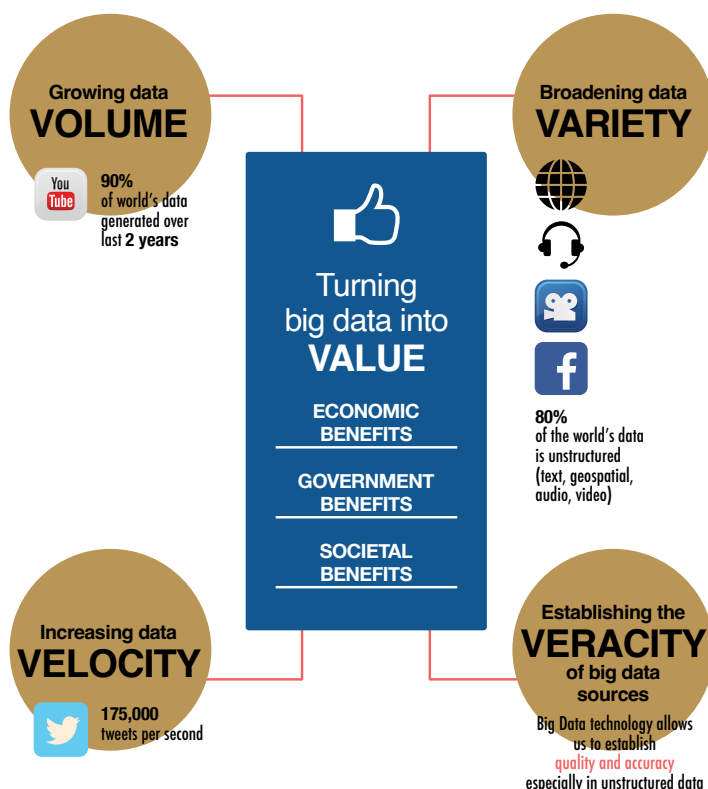 Growing data
VOLUME
You
Tube
90%
of world's data
generated over
last 2 years
Broadening data
VARIETY
f
80%
of the world's data
is unstructured
(text, geospatial,
audio, video)
Turning
big data into
VALUE
ECONOMIC
BENEFITS
GOVERNMENT
BENEFITS
SOCIETAL
BENEFITS
Increasing data
VELOCITY
175,000
tweets per second
Establishing the
VERACITY
of big data
sources
Big Data technology allows
us to establish
quality and accuracy
especially in unstructured data